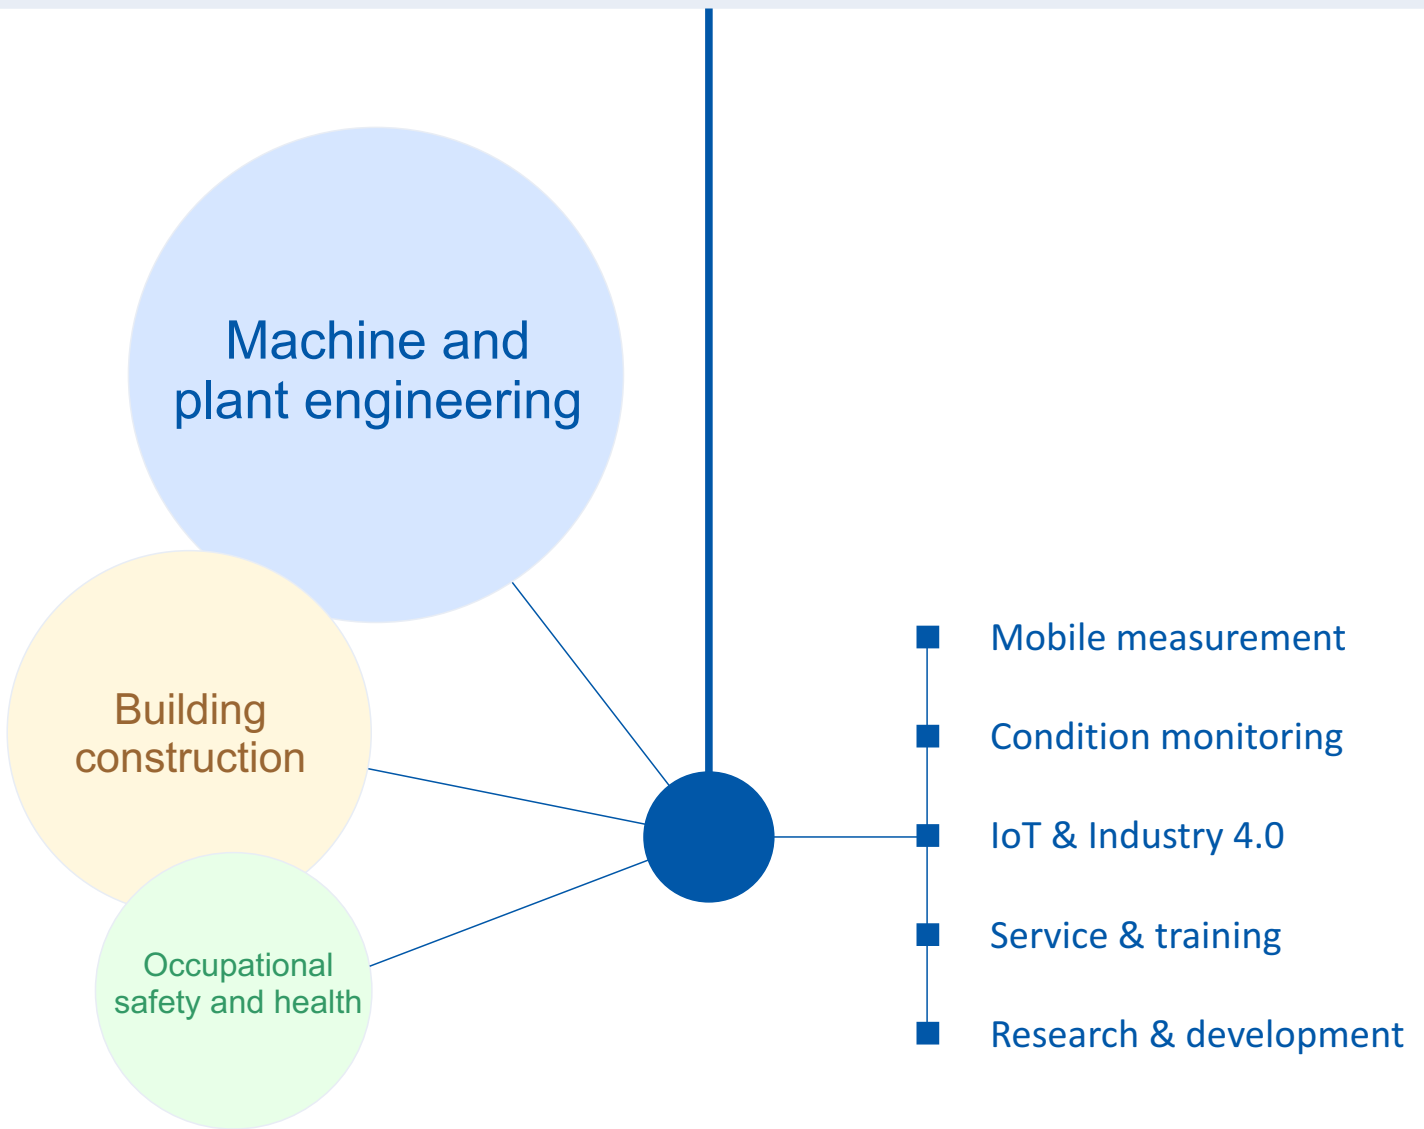 Machine and
plant engineering
Building
construction
Occupational
safety and health
Mobile measurement
Condition monitoring
IoT & Industry 4.0
Service & training
Research & development